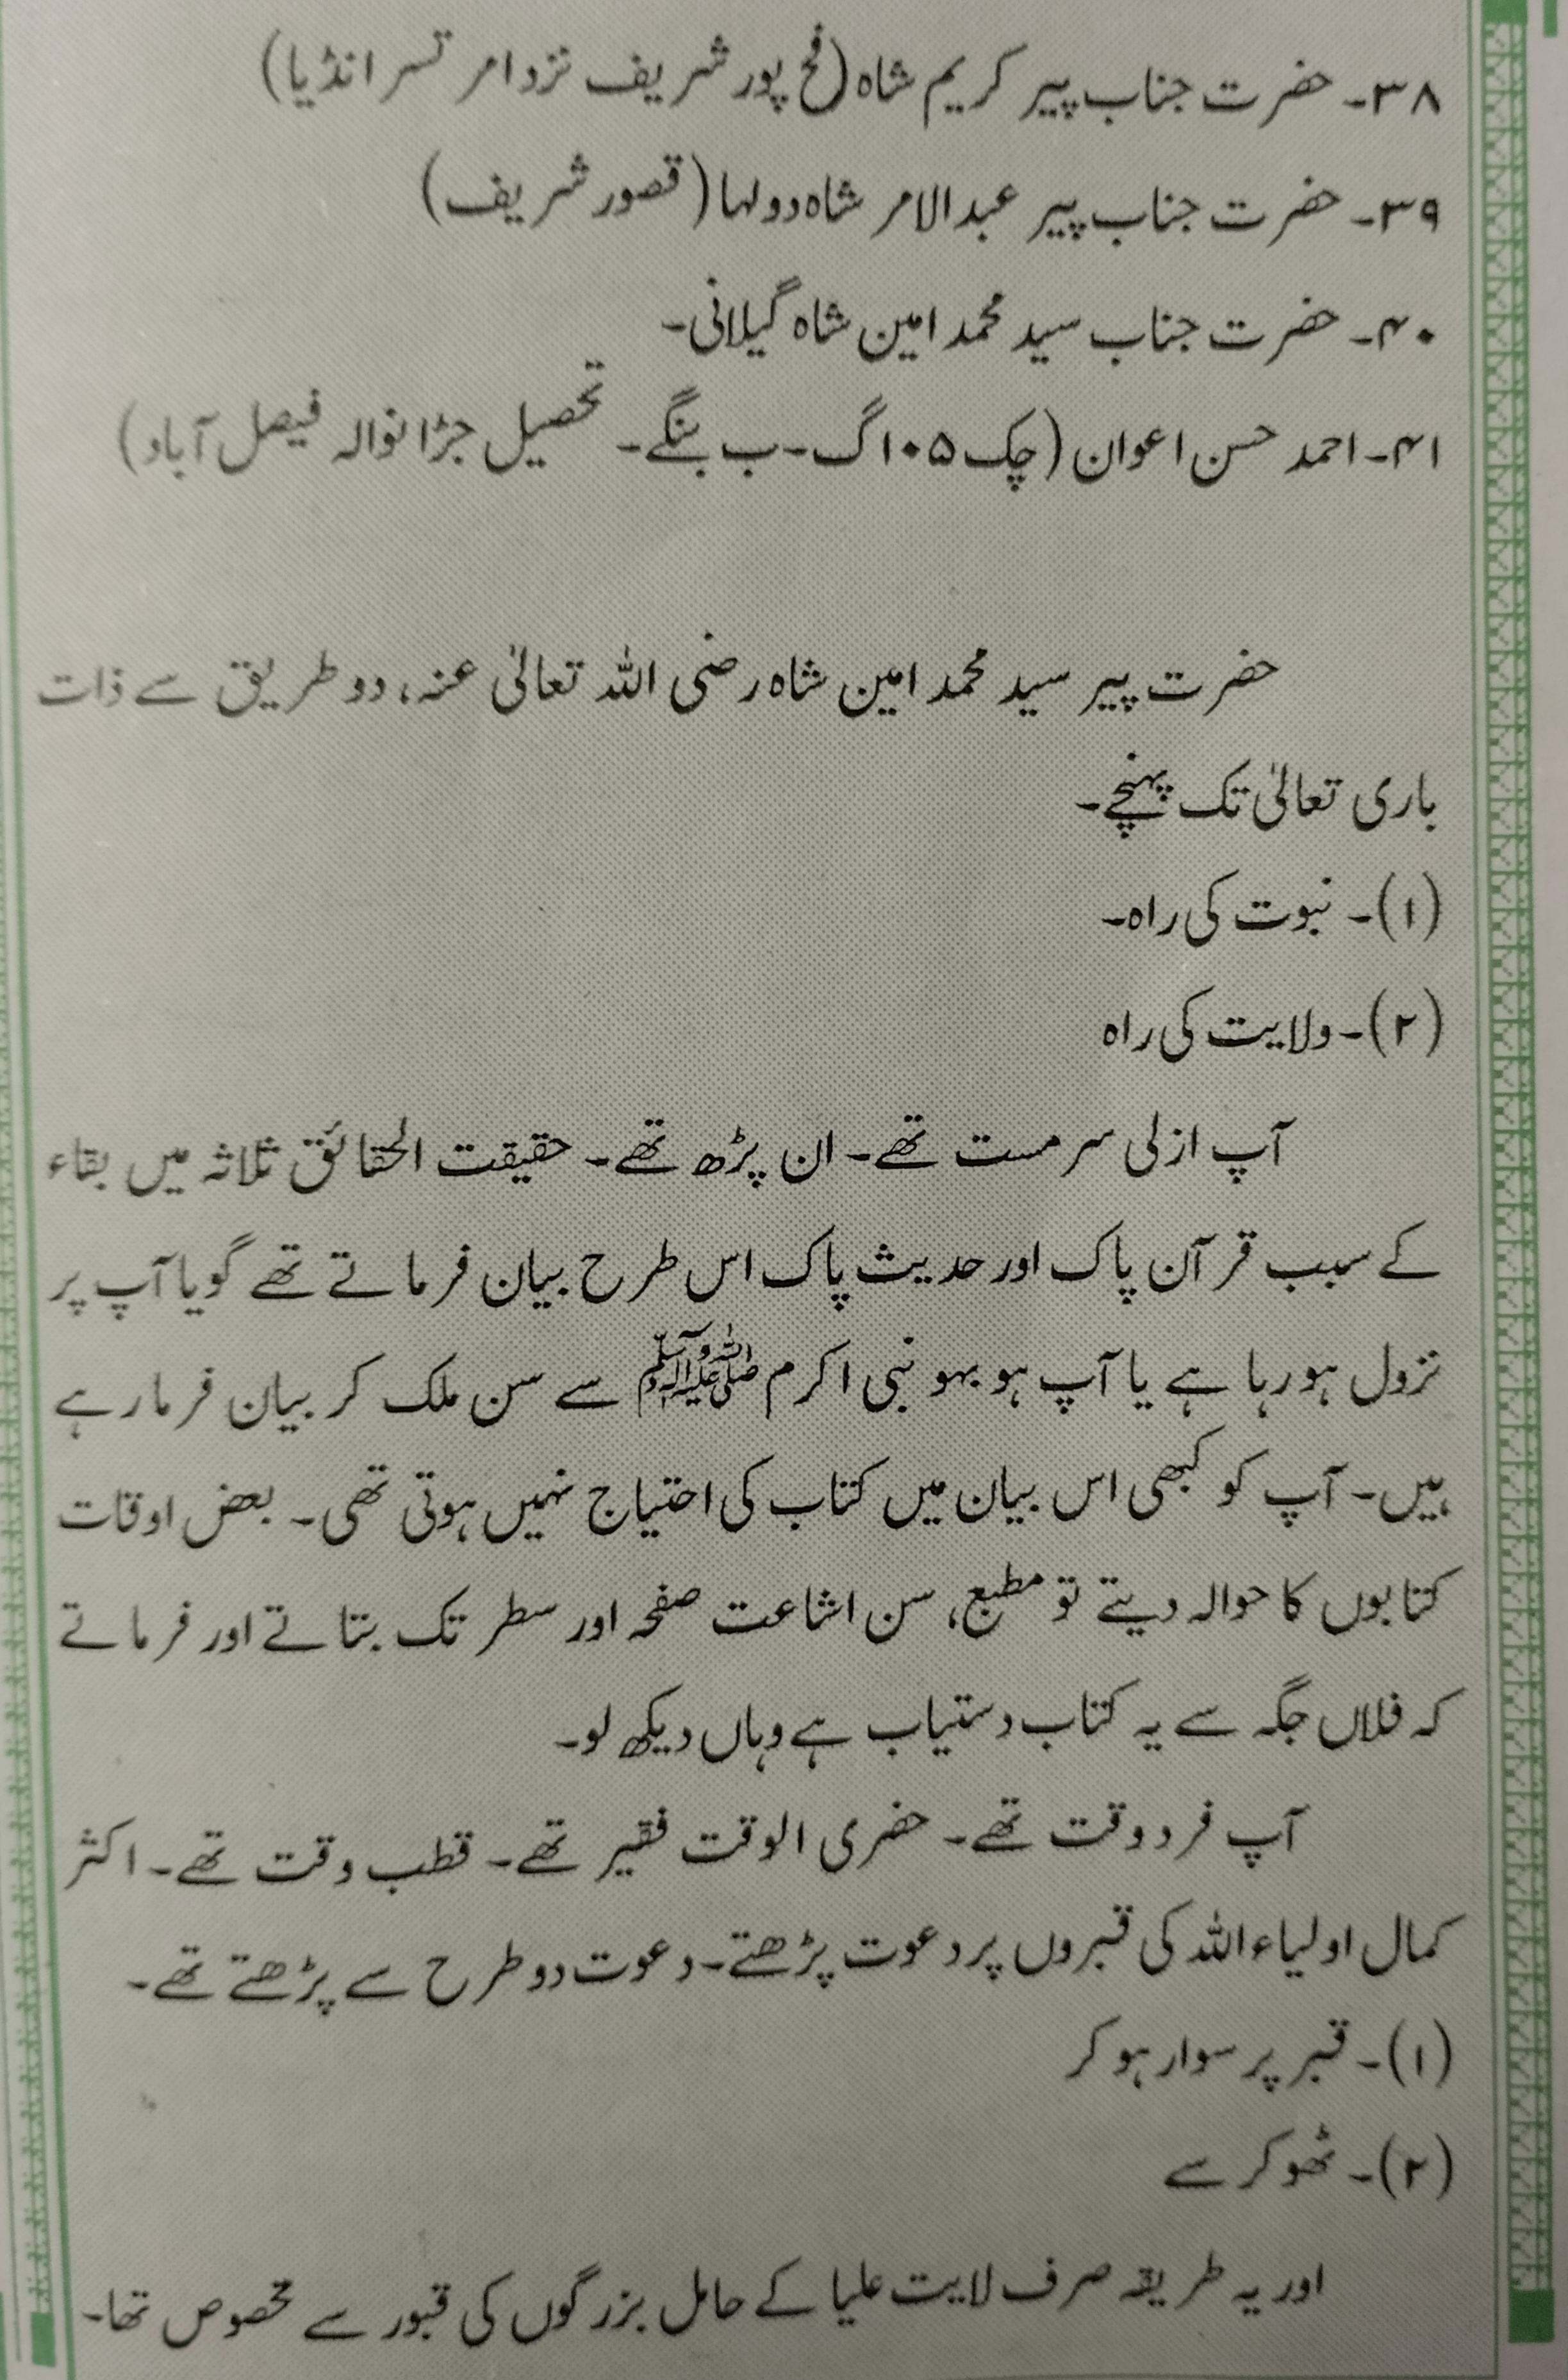 ۳۸۔ حضرت جناب پیر کریم شاہ (فتح پور شریف نزد امر تسر انڈیا)
۳۹۔ حضرت جناب پیر عبد الامر شاہ دولہا (قصور شریف)
۴۰۔ حضرت جناب سید محمد امین شاہ گیلانی۔
۴۱۔ احمد حسن اعوان (چک ۱۰۵ گ۔ب بنگے۔ تحصیل جڑانوالہ فیصل آباد)
حضرت پیر سید محمد امین شاہ رضی اللہ تعالیٰ عنہ، دو طریق سے ذات
باری تعالیٰ تک پہنچے۔
(۱)۔ نبوت کی راہ۔
(۲)۔ ولایت کی راہ
آپ ازلی سرمست تھے۔ ان پڑھ تھے۔ حقیقت الحقائق ثلاثہ میں بقاء
کے سبب قرآن پاک اور حدیث پاک اس طرح بیان فرماتے تھے گویا آپ پر
نزول ہو رہا ہے یا آپ ہو بہو نبی اکرم ﷺ سے سن ملک کر بیان فرما رہے
ہیں۔ آپ کو کبھی اس بیان میں کتاب کی احتیاج نہیں ہوتی تھی۔ بعض اوقات
کتابوں کا حوالہ دیتے تو مطبع، سن اشاعت صفحہ اور سطر تک بتاتے اور فرماتے
کہ فلاں جگہ سے یہ کتاب دستیاب ہے وہاں دیکھ لو۔
آپ فرد وقت تھے۔ خضری الوقت فقیر تھے۔ قطب وقت تھے۔ اکثر
کمال اولیاء اللہ کی قبروں پر دعوت پڑھتے۔ دعوت دو طرح سے پڑھتے تھے۔
(۱)۔ قبر پر سوار ہو کر
(۲)۔ ٹھوکر سے
اور یہ طریقہ صرف لایت علیا کے حامل بزرگوں کی قبور سے مخصوص تھا۔